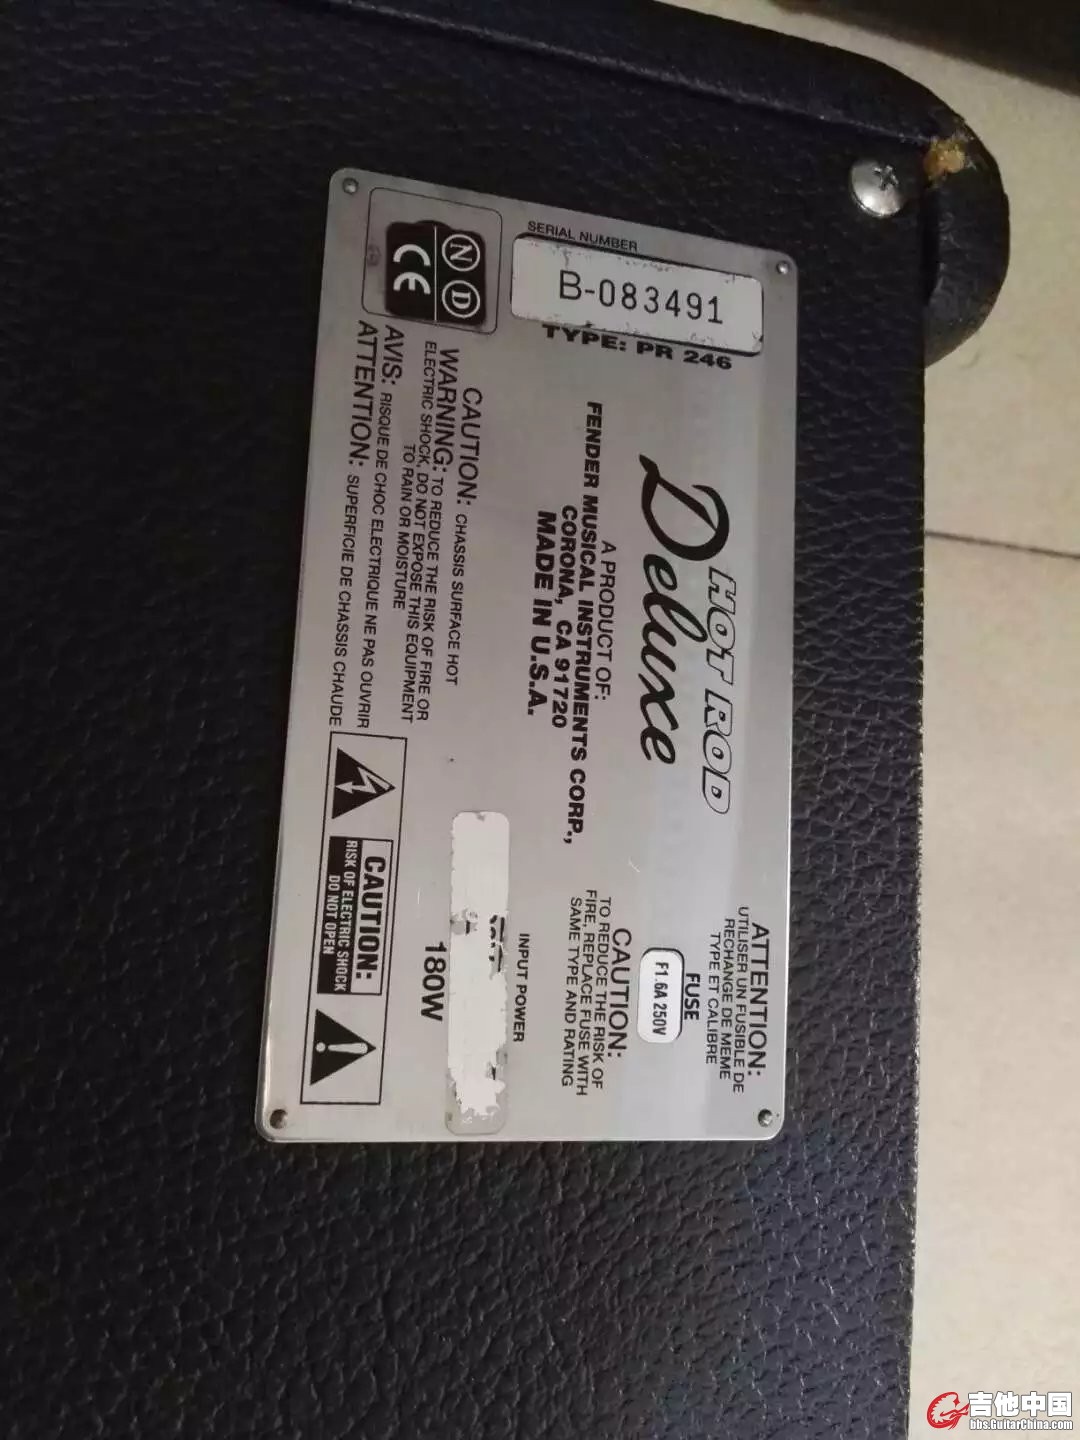 SERIAL NUMBER
B-083491
TYPE: PR 246
HOT ROD
Deluxe
A PRODUCT OF:
FENDER MUSICAL INSTRUMENTS CORP.,
CORONA, CA 91720
MADE IN U.S.A.
ATTENTION:
UTILISER UN FUSIBLE DE
RECHANGE DE MEME
TYPE ET CALIBRE
FUSE
F1.6A 250V
CAUTION:
TO REDUCE THE RISK OF
FIRE, REPLACE FUSE WITH
SAME TYPE AND RATING
INPUT POWER
180W
N D
CE
CAUTION: CHASSIS SURFACE HOT
WARNING: TO REDUCE THE RISK OF FIRE OR
ELECTRIC SHOCK, DO NOT EXPOSE THIS EQUIPMENT
TO RAIN OR MOISTURE
AVIS: RISQUE DE CHOC ELECTRIQUE NE PAS OUVRIR
ATTENTION: SUPERFICIE DE CHASSIS CHAUDE
CAUTION:
RISK OF ELECTRIC SHOCK
DO NOT OPEN
吉他中国
bbs.GuitarChina.com